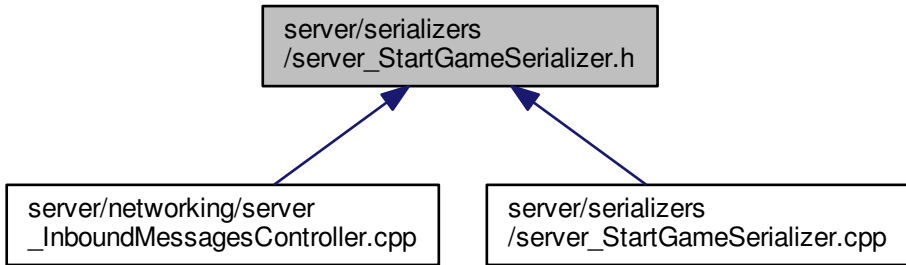 server/serializers
/server_StartGameSerializer.h
server/networking/server
_InboundMessagesController.cpp
server/serializers
/server_StartGameSerializer.cpp